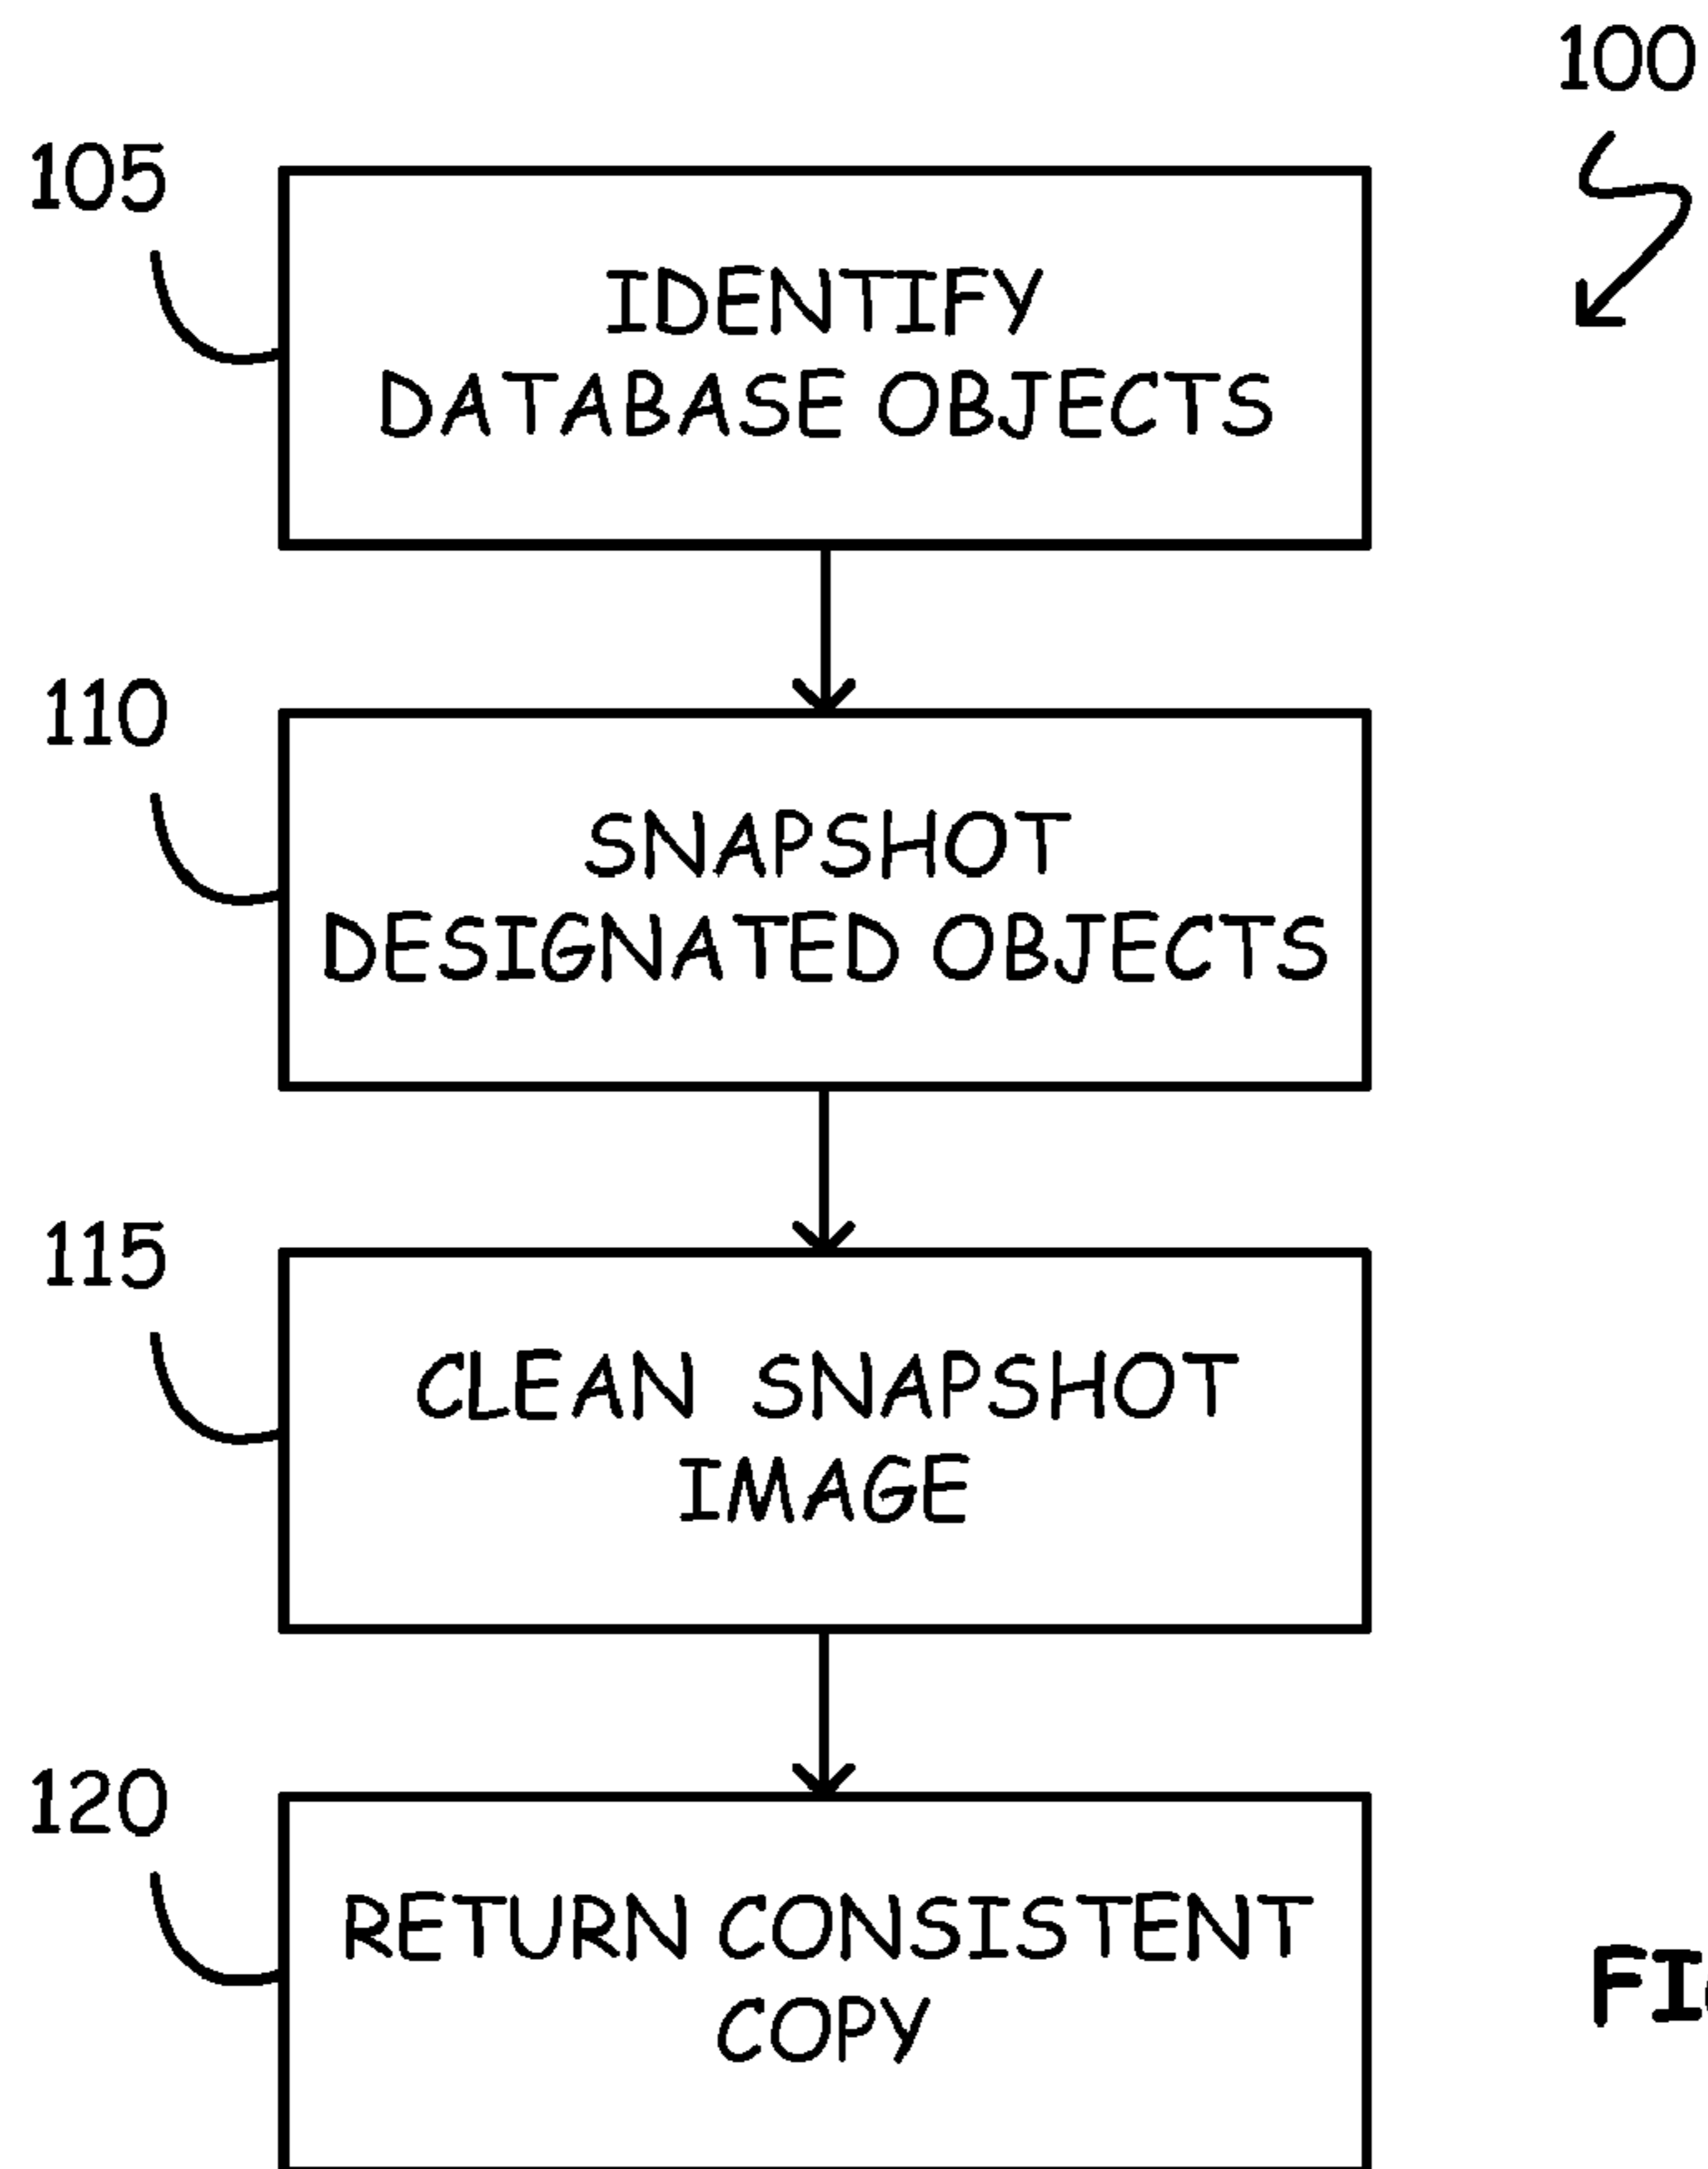 100
105
IDENTIFY
DATABASE OBJECTS
110
SNAPSHOT
DESIGNATED OBJECTS
115
CLEAN SNAPSHOT
IMAGE
120
RETURN CONSISTENT
COPY